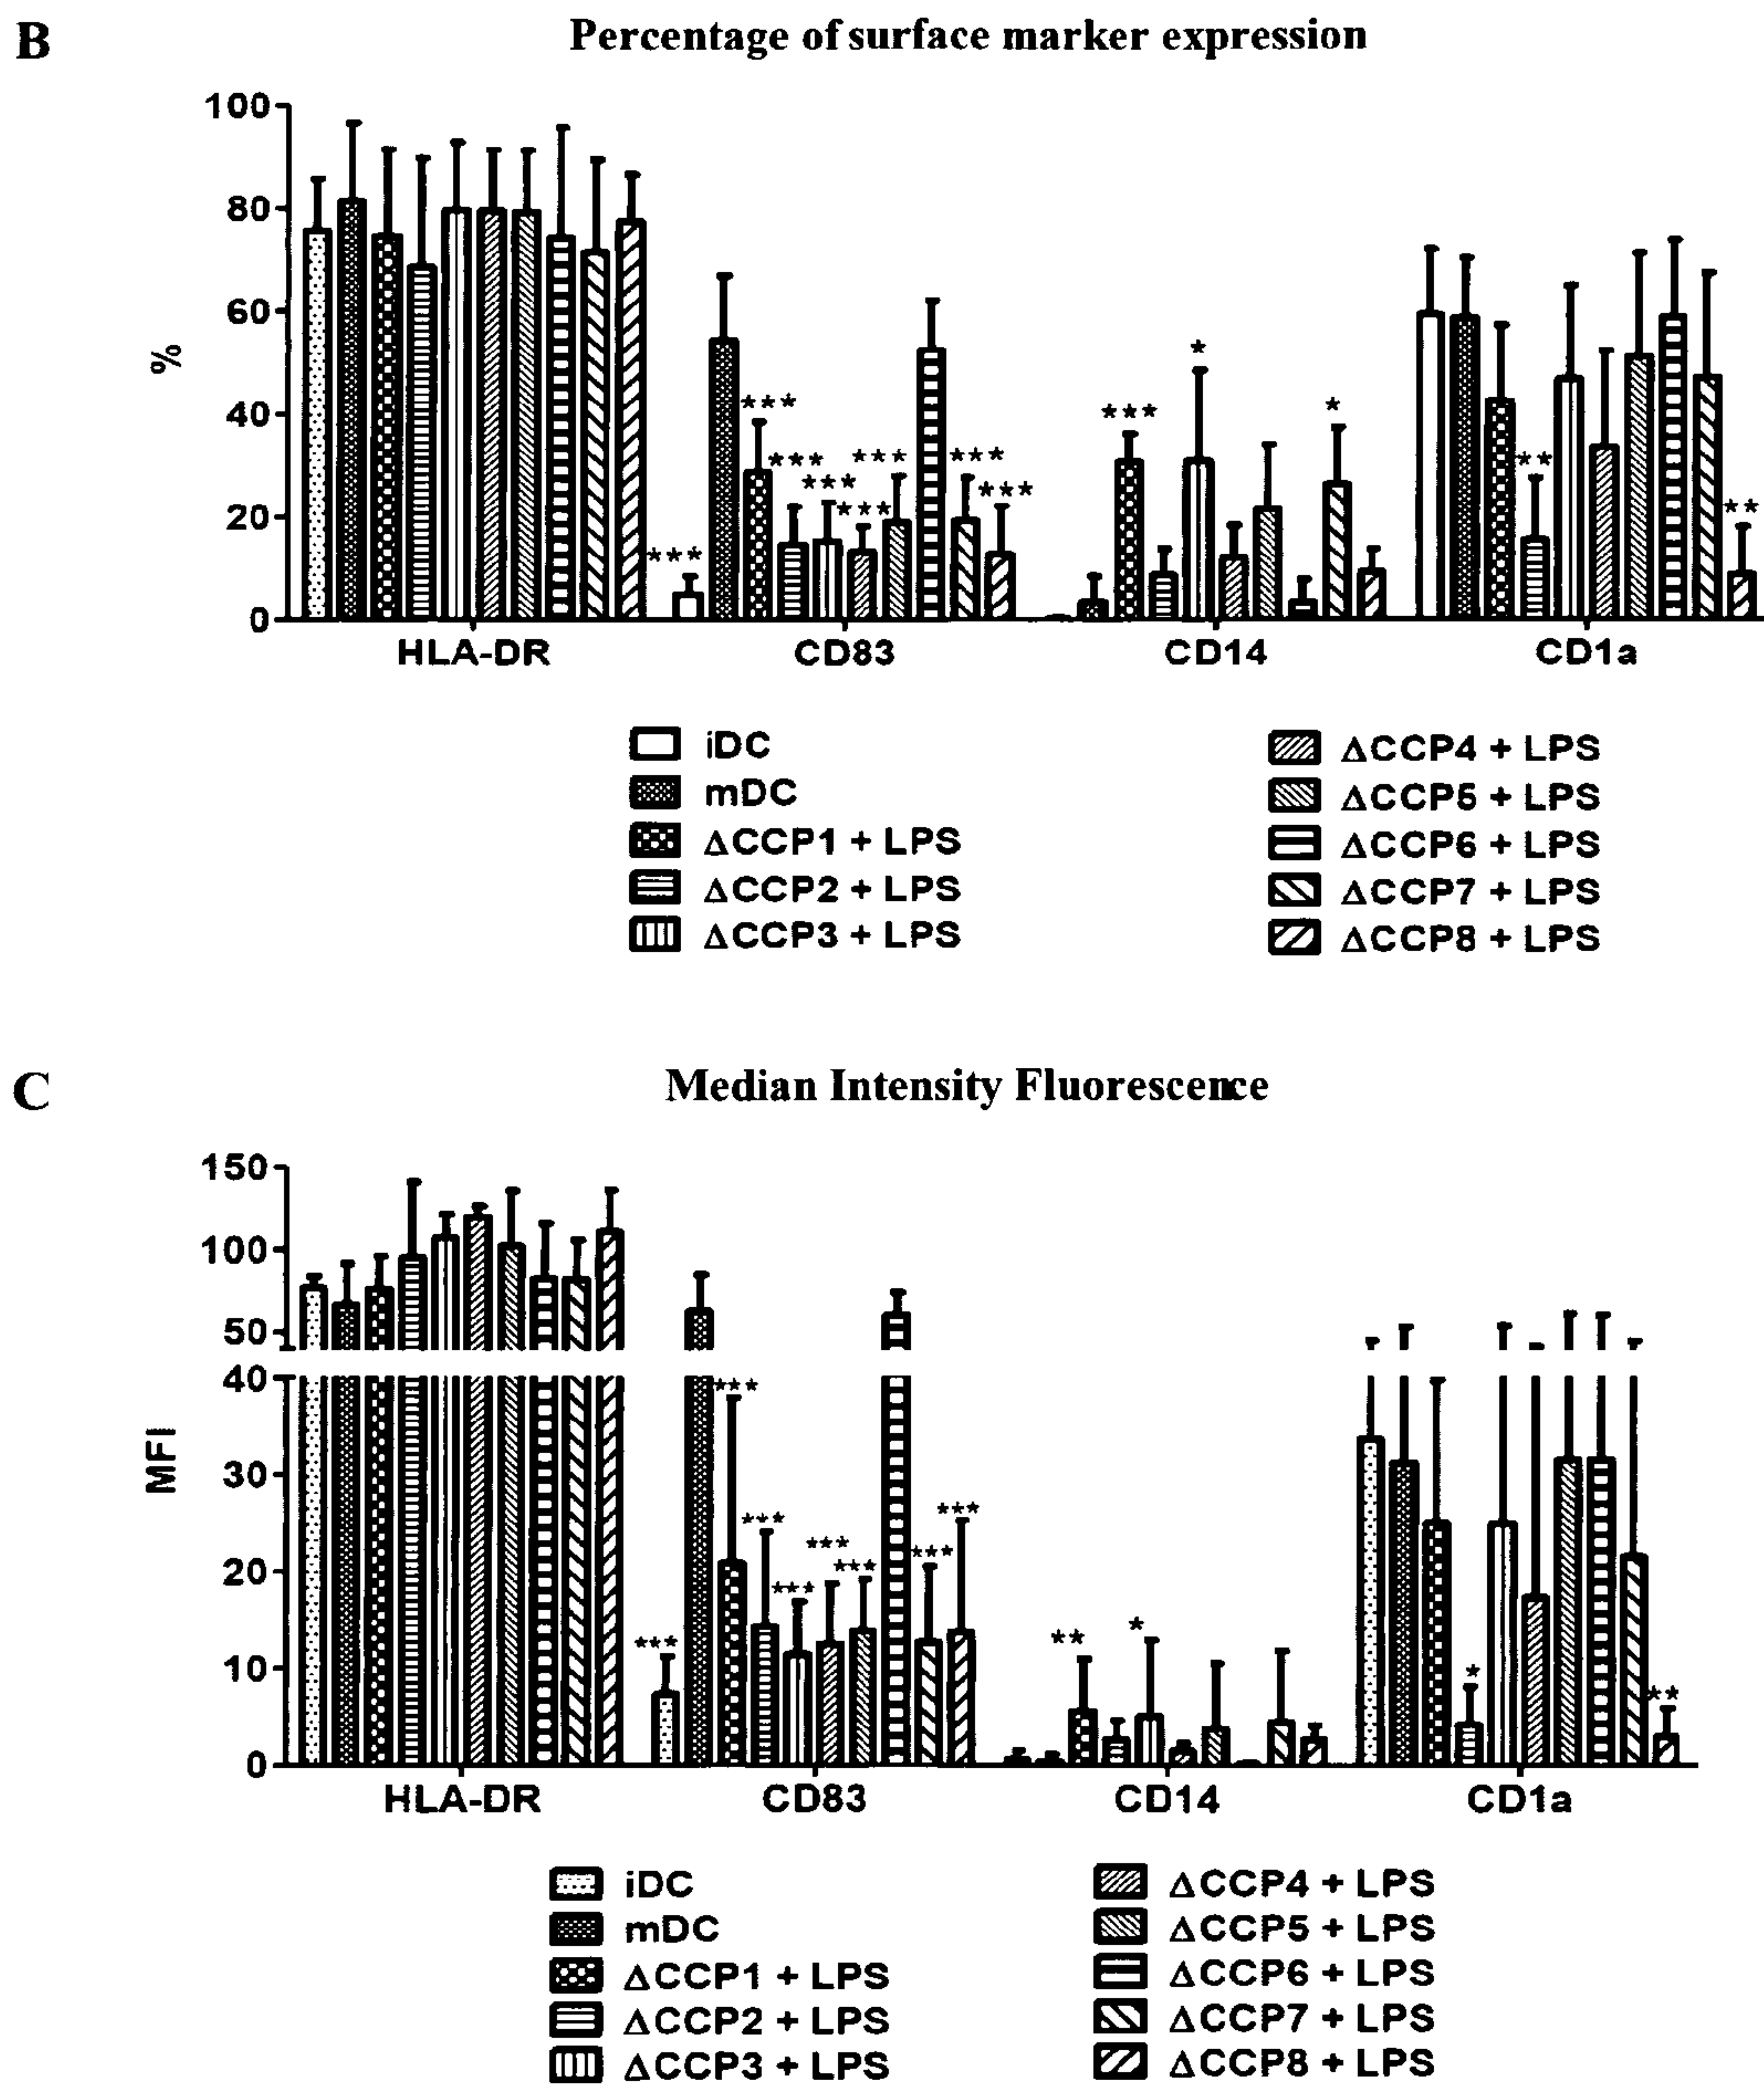 B
Percentage of surface marker expression
100
80
60
40
20
0
%
***
***
***
***
***
***
***
***
***
*
*
**
**
HLA-DR
CD83
CD14
CD1a
iDC
mDC
ΔCCP1 + LPS
ΔCCP2 + LPS
ΔCCP3 + LPS
ΔCCP4 + LPS
ΔCCP5 + LPS
ΔCCP6 + LPS
ΔCCP7 + LPS
ΔCCP8 + LPS
C
Median Intensity Fluorescence
150
100
50
40
30
20
10
0
MFI
***
***
***
***
***
***
***
***
**
*
*
**
HLA-DR
CD83
CD14
CD1a
iDC
mDC
ΔCCP1 + LPS
ΔCCP2 + LPS
ΔCCP3 + LPS
ΔCCP4 + LPS
ΔCCP5 + LPS
ΔCCP6 + LPS
ΔCCP7 + LPS
ΔCCP8 + LPS